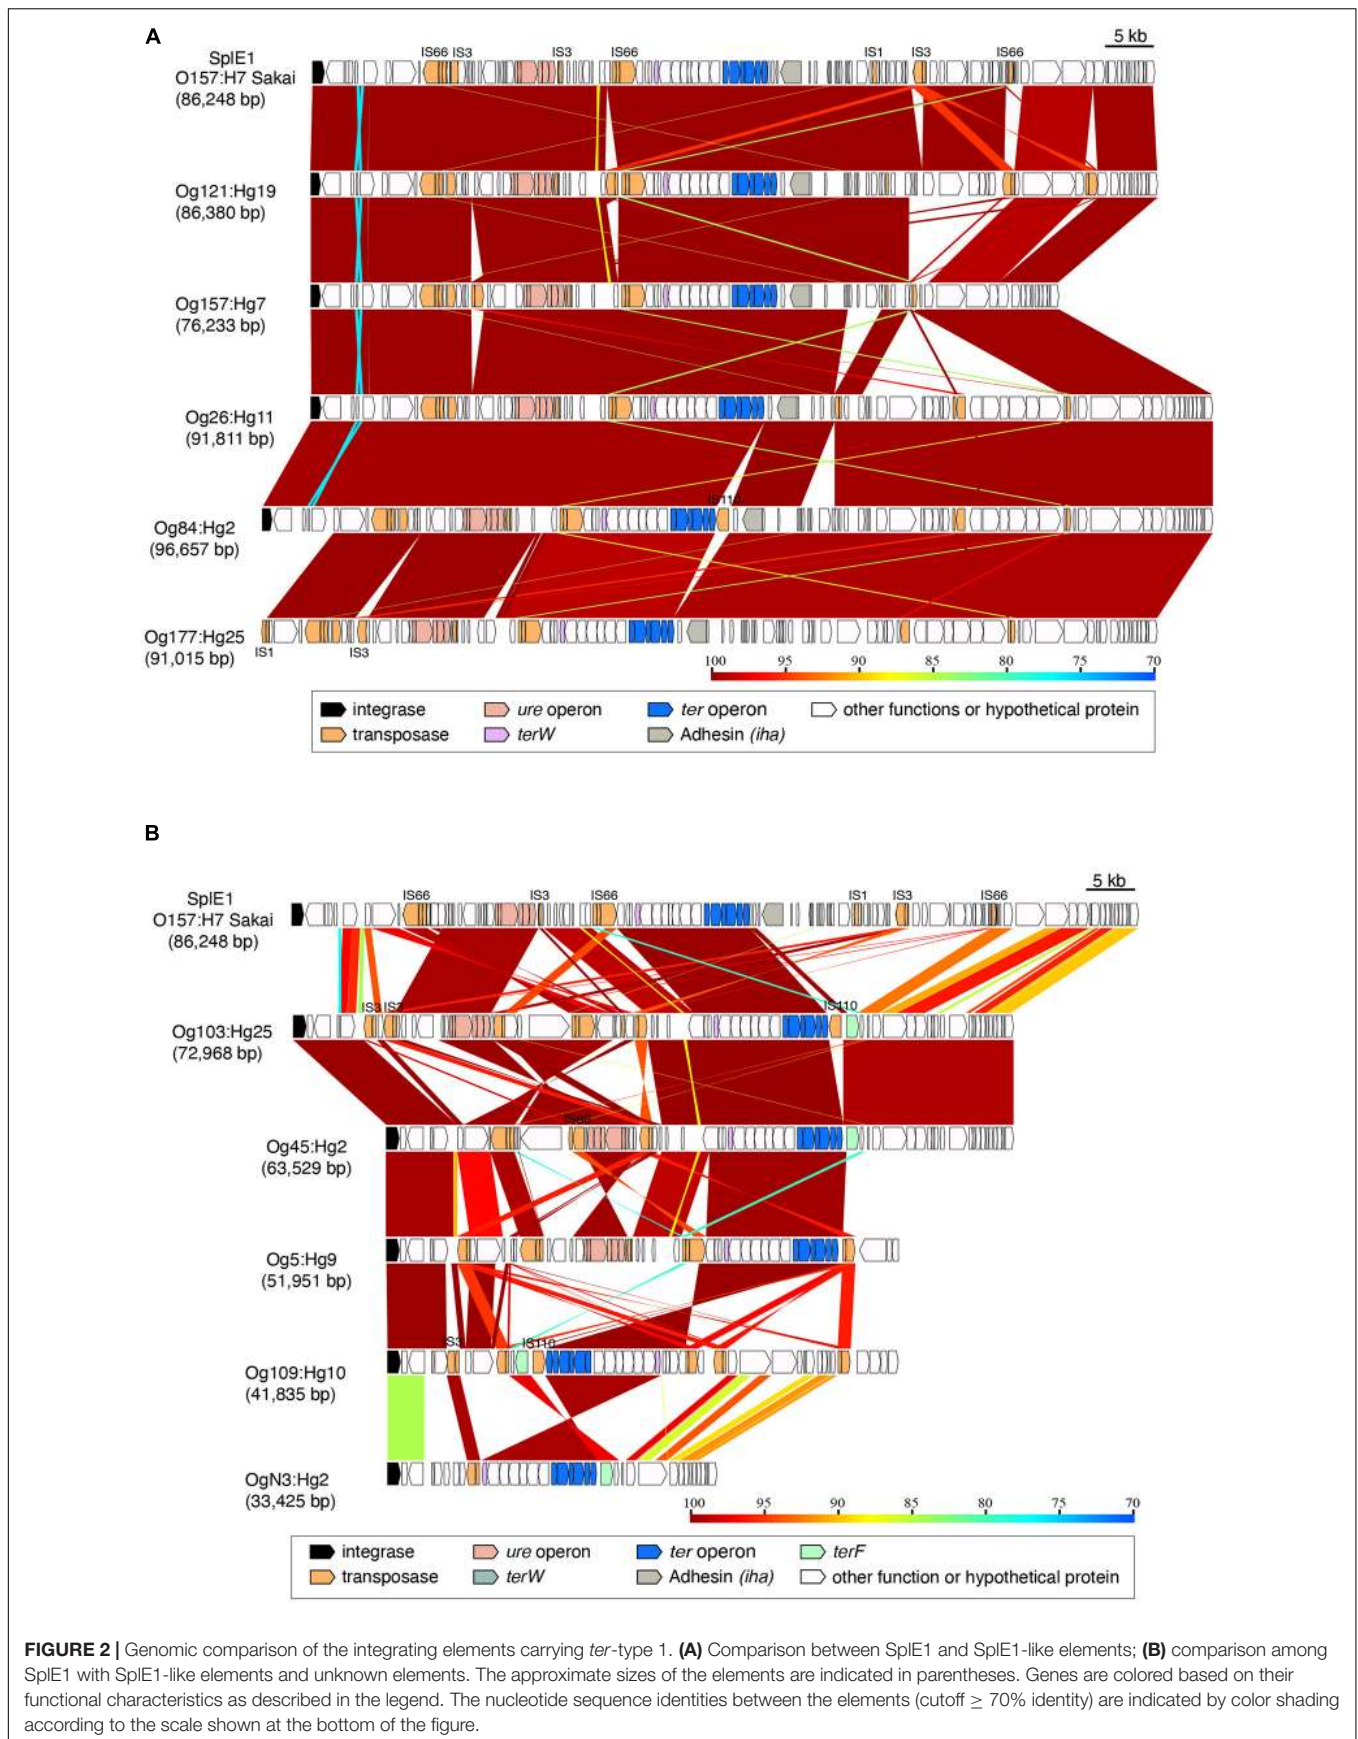 A
5 kb
IS66 IS3 IS3 IS66 IS1 IS3 IS66
SpIE1
O157:H7 Sakai
(86,248 bp)
Og121:Hg19
(86,380 bp)
Og157:Hg7
(76,233 bp)
Og26:Hg11
(91,811 bp)
IS110
Og84:Hg2
(96,657 bp)
Og177:Hg25
(91,015 bp)
IS1 IS3
100 95 90 85 80 75 70
integrase ure operon ter operon other functions or hypothetical protein
transposase terW Adhesin (iha)
B
5 kb
IS66 IS3 IS66 IS1 IS3 IS66
SpIE1
O157:H7 Sakai
(86,248 bp)
IS3 IS3 IS110
Og103:Hg25
(72,968 bp)
Og45:Hg2
(63,529 bp)
Og5:Hg9
(51,951 bp)
IS3 IS110
Og109:Hg10
(41,835 bp)
OgN3:Hg2
(33,425 bp)
100 95 90 85 80 75 70
integrase ure operon ter operon terF
transposase terW Adhesin (iha) other function or hypothetical protein
FIGURE 2 | Genomic comparison of the integrating elements carrying ter-type 1. (A) Comparison between SpIE1 and SpIE1-like elements; (B) comparison among
SpIE1 with SpIE1-like elements and unknown elements. The approximate sizes of the elements are indicated in parentheses. Genes are colored based on their
functional characteristics as described in the legend. The nucleotide sequence identities between the elements (cutoff ≥ 70% identity) are indicated by color shading
according to the scale shown at the bottom of the figure.